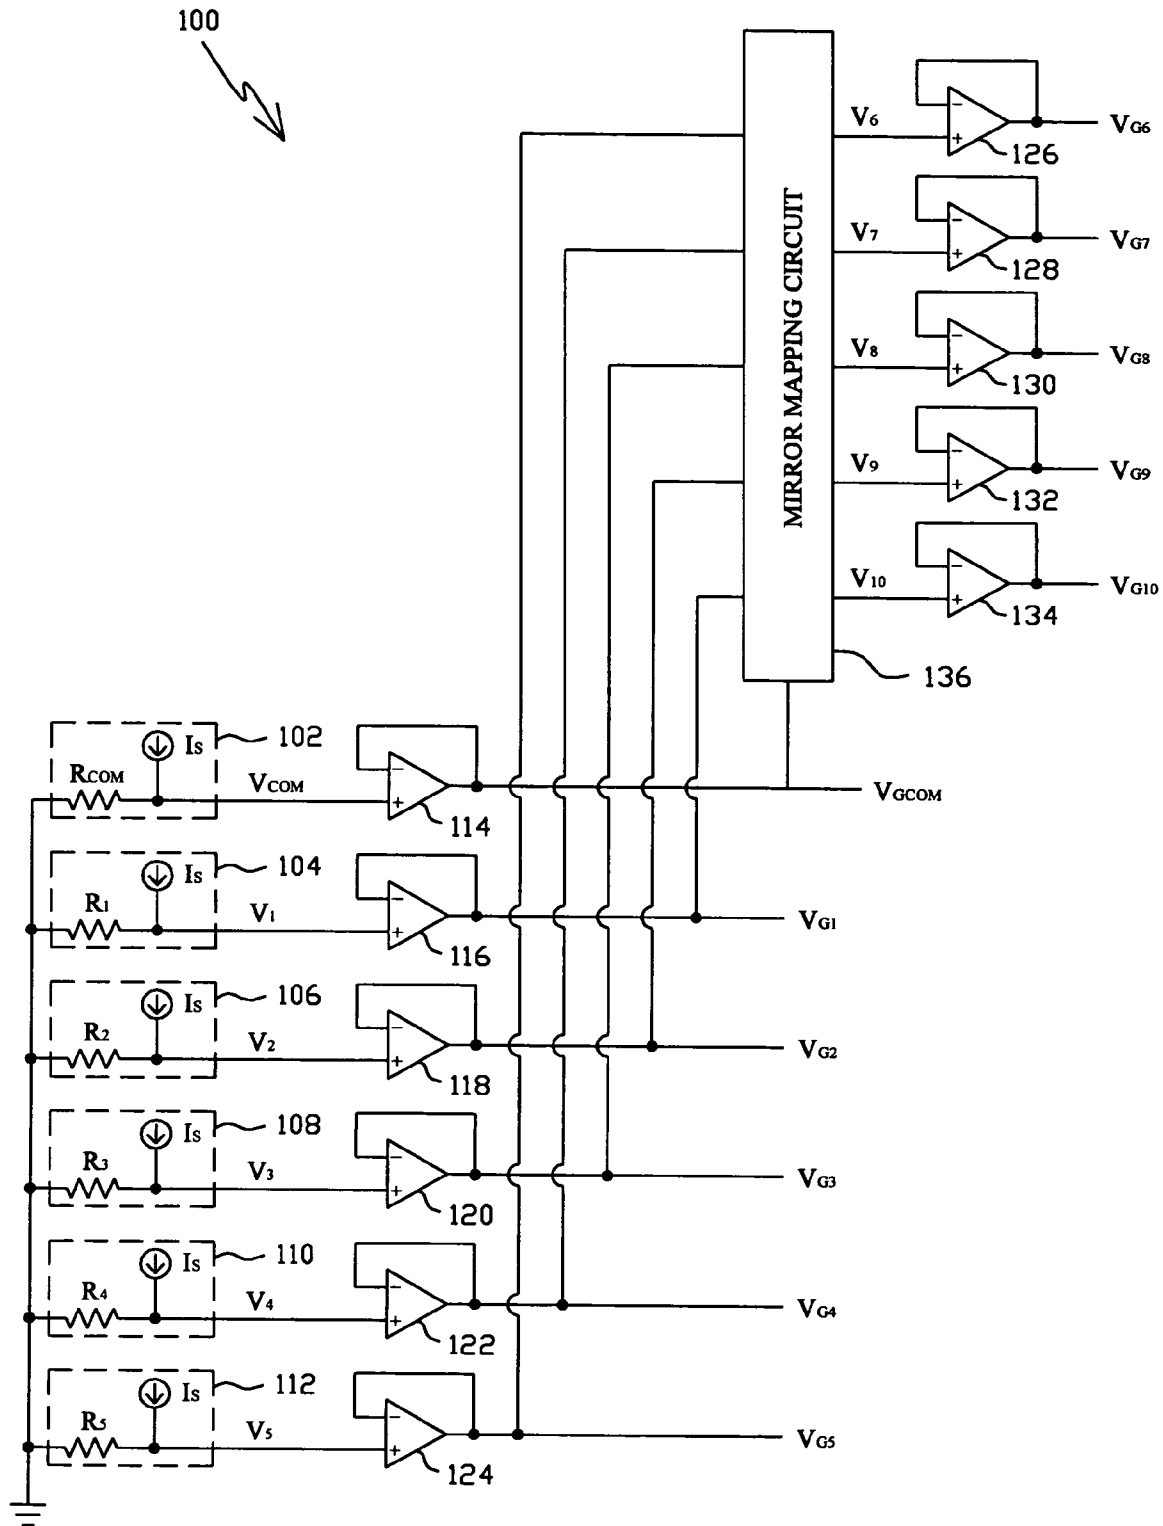 100
MIRROR MAPPING CIRCUIT
V6
−
+
126
VG6
V7
−
+
128
VG7
V8
−
+
130
VG8
V9
−
+
132
VG9
V10
−
+
134
VG10
136
RCOM
Is
102
VCOM
−
+
114
VGCOM
R1
Is
104
V1
−
+
116
VG1
R2
Is
106
V2
−
+
118
VG2
R3
Is
108
V3
−
+
120
VG3
R4
Is
110
V4
−
+
122
VG4
R5
Is
112
V5
−
+
124
VG5